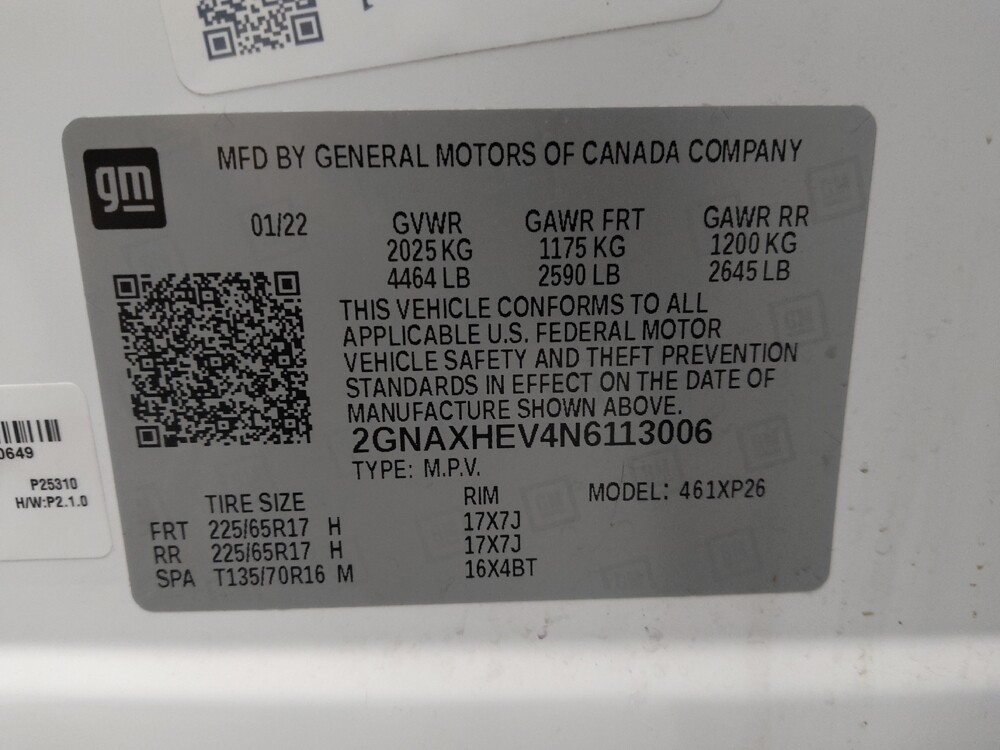 gm
MFD BY GENERAL MOTORS OF CANADA COMPANY
01/22
GVWR GAWR FRT GAWR RR
2025 KG 1175 KG 1200 KG
4464 LB 2590 LB 2645 LB
THIS VEHICLE CONFORMS TO ALL
APPLICABLE U.S. FEDERAL MOTOR
VEHICLE SAFETY AND THEFT PREVENTION
STANDARDS IN EFFECT ON THE DATE OF
MANUFACTURE SHOWN ABOVE.
2GNAXHEV4N6113006
TYPE: M.P.V.
TIRE SIZE RIM MODEL: 461XP26
FRT 225/65R17 H 17X7J
RR 225/65R17 H 17X7J
SPA T135/70R16 M 16X4BT
0649
P25310
H/W:P2.1.0